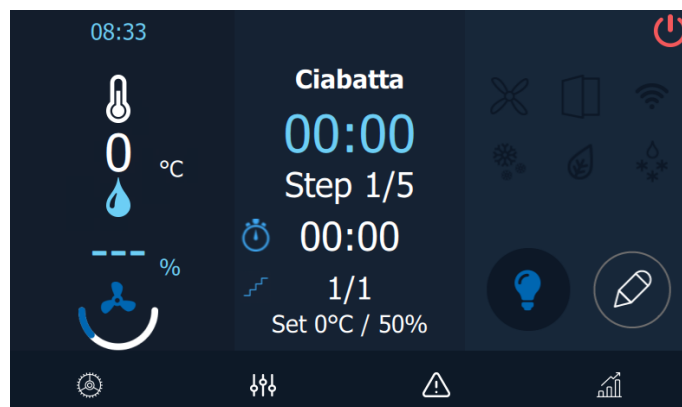 08:33
0 °C
--- %
Ciabatta
00:00
Step 1/5
00:00
1/1
Set 0°C / 50%